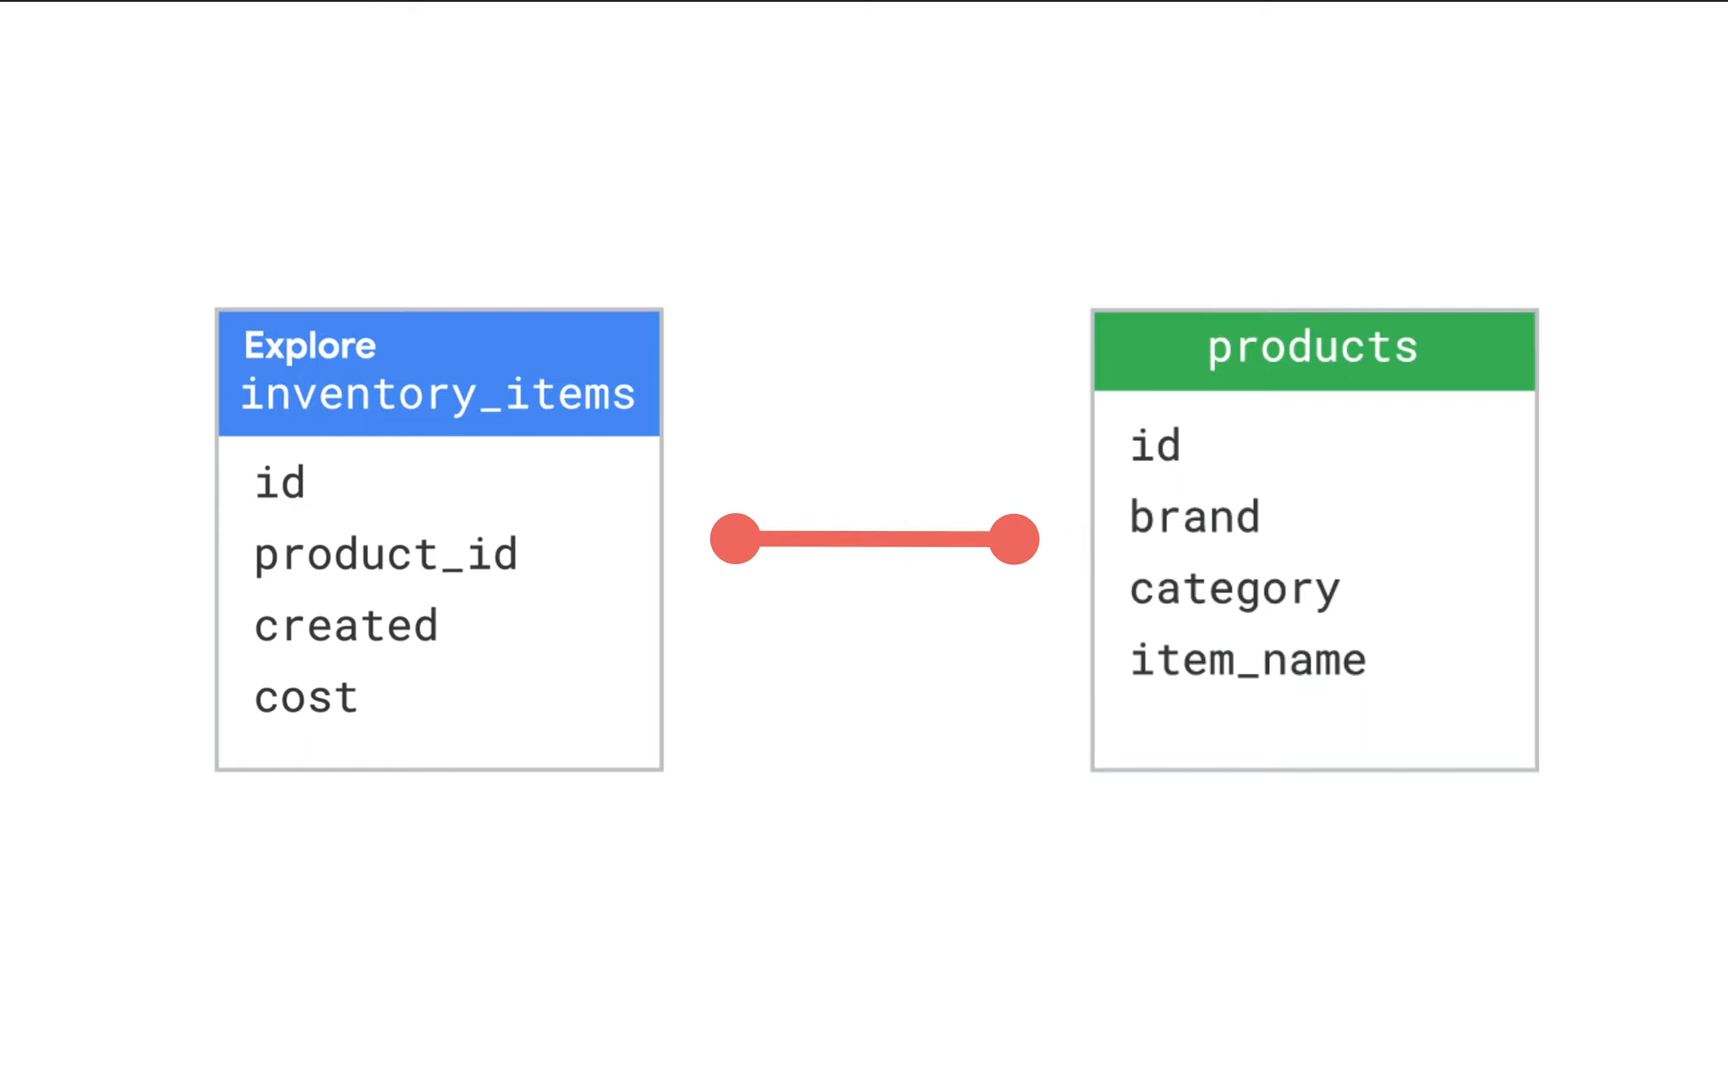 Explore
inventory_items
id
product_id
created
cost
products
id
brand
category
item_name